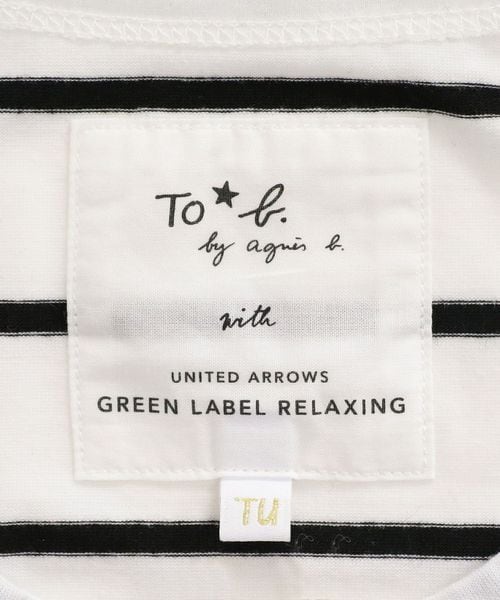 To★b.
by agnès b.
with
UNITED ARROWS
GREEN LABEL RELAXING
TU